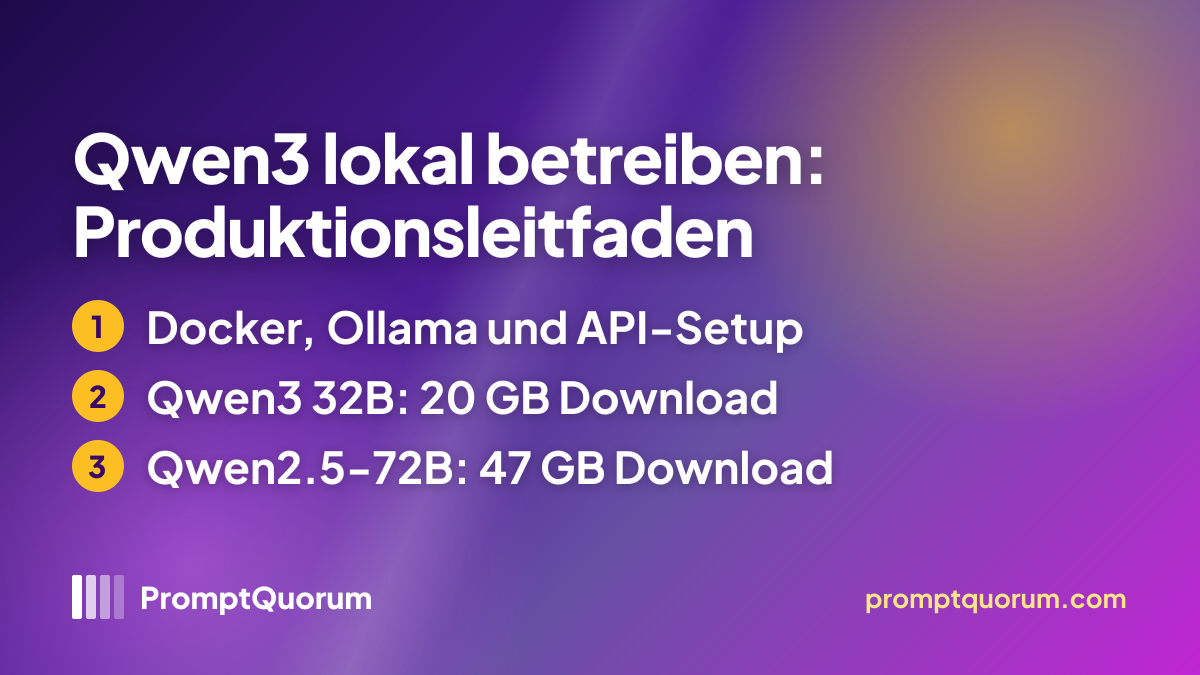 Qwen3 lokal betreiben:
Produktionsleitfaden
1 Docker, Ollama und API-Setup
2 Qwen3 32B: 20 GB Download
3 Qwen2.5-72B: 47 GB Download
PromptQuorum
promptquorum.com